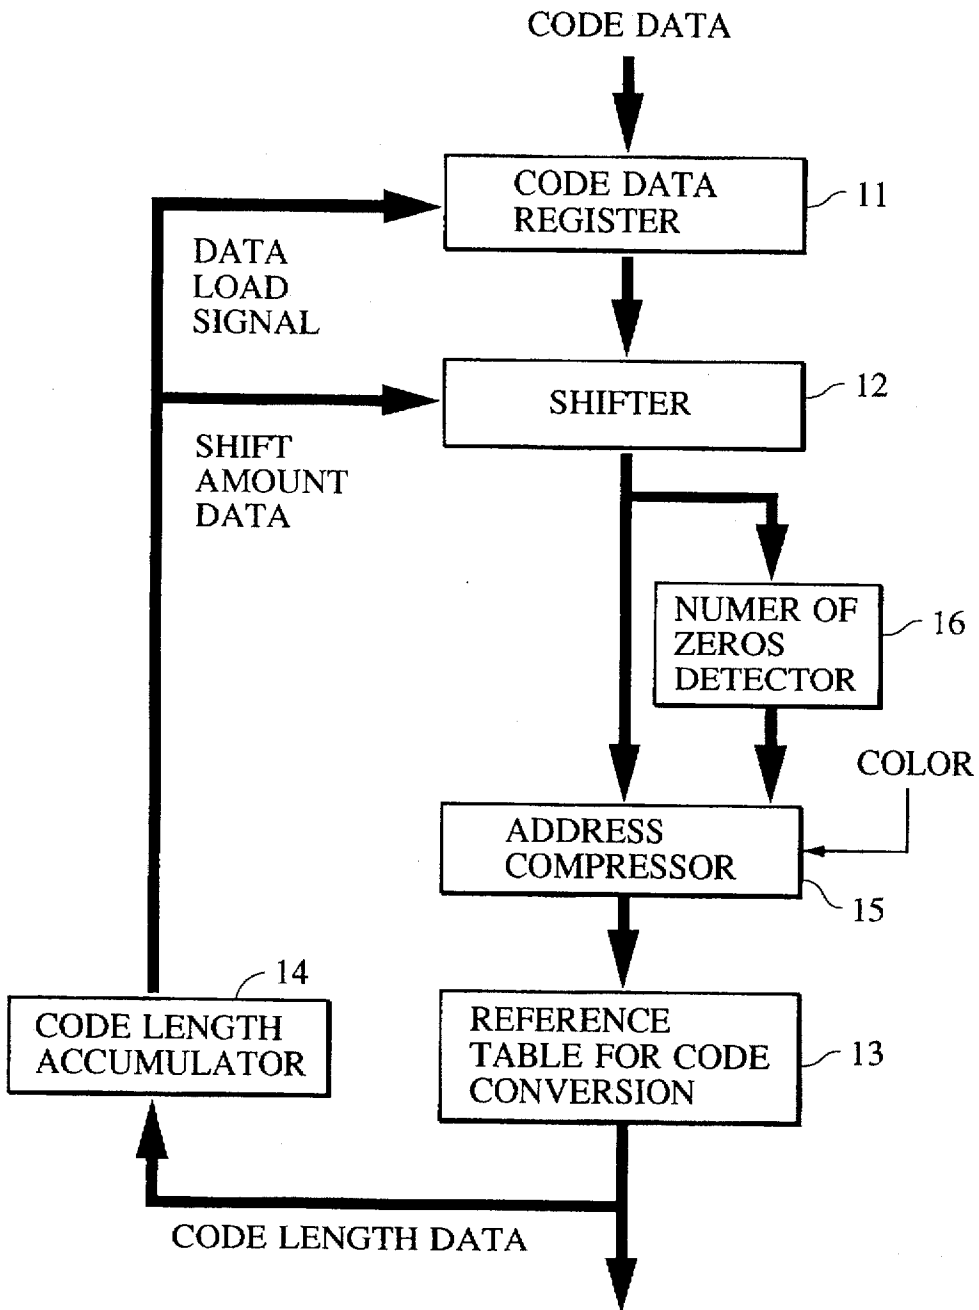 CODE DATA
CODE DATA
REGISTER
11
DATA
LOAD
SIGNAL
SHIFTER
12
SHIFT
AMOUNT
DATA
NUMER OF
ZEROS
DETECTOR
16
COLOR
ADDRESS
COMPRESSOR
15
14
CODE LENGTH
ACCUMULATOR
REFERENCE
TABLE FOR CODE
CONVERSION
13
CODE LENGTH DATA